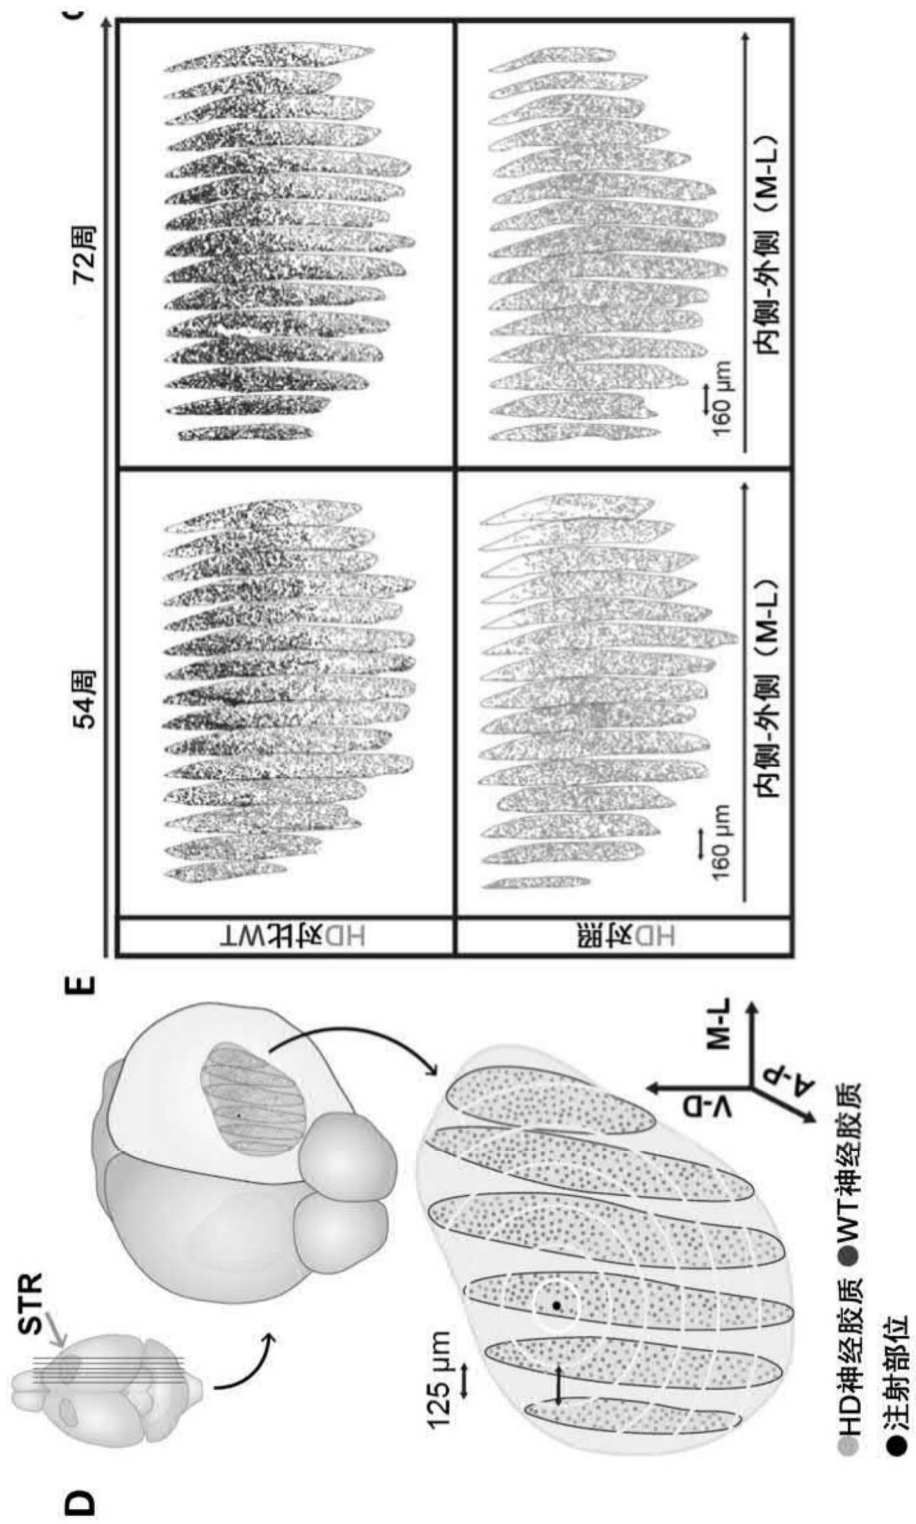 D
STR
125 µm
V-D
M-L
A-P
HD神经胶质
WT神经胶质
注射部位
E
54周
72周
HD对比WT
HD对照
160 µm
160 µm
内侧-外侧（M-L）
内侧-外侧（M-L）